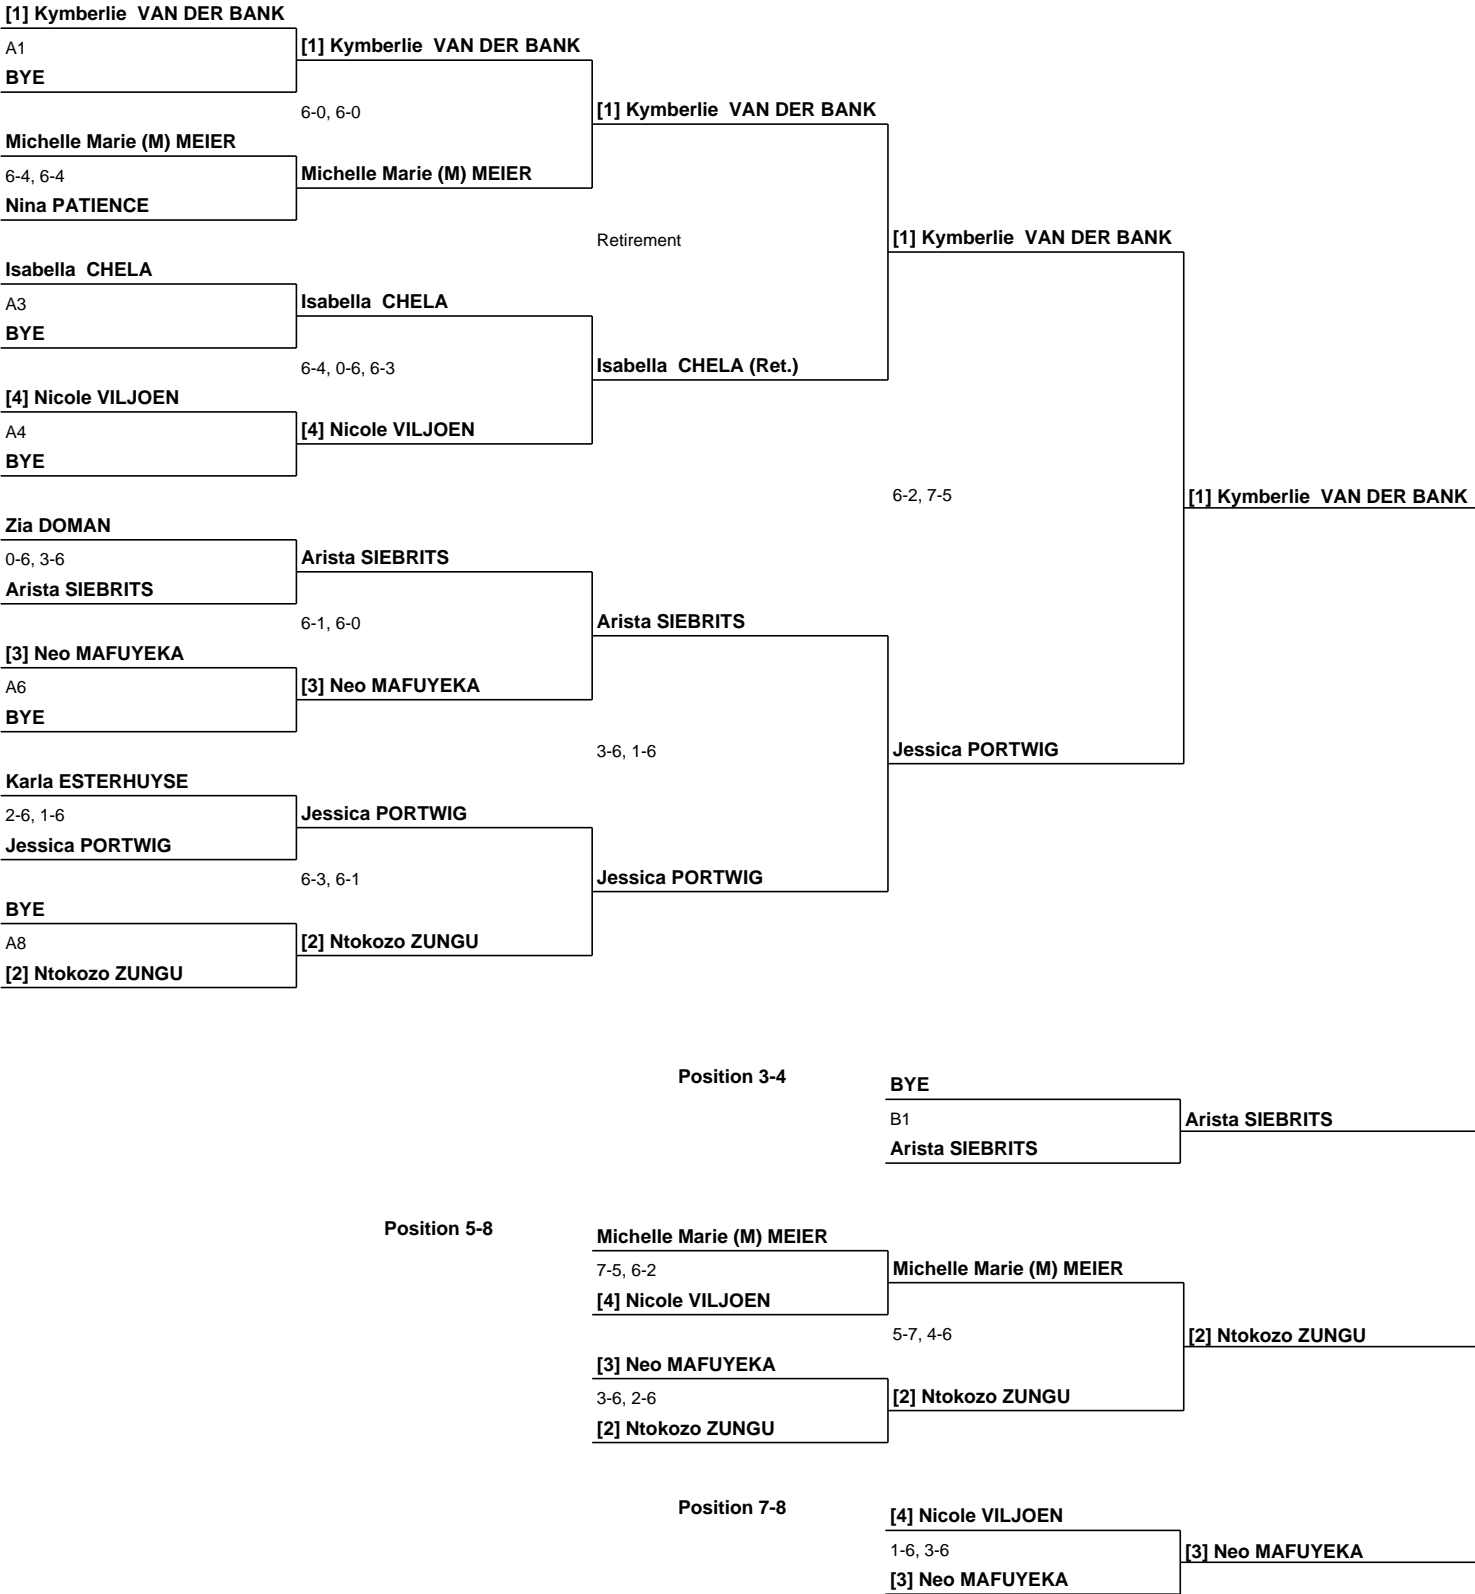 [1] Kymberlie  VAN DER BANK
A1
[1] Kymberlie  VAN DER BANK
BYE
6-0, 6-0
[1] Kymberlie  VAN DER BANK
Michelle Marie (M) MEIER
6-4, 6-4
Michelle Marie (M) MEIER
Nina PATIENCE
Retirement
[1] Kymberlie  VAN DER BANK
Isabella  CHELA
A3
Isabella  CHELA
BYE
6-4, 0-6, 6-3
Isabella  CHELA (Ret.)
[4] Nicole VILJOEN
A4
[4] Nicole VILJOEN
BYE
6-2, 7-5
[1] Kymberlie  VAN DER BANK
Zia DOMAN
0-6, 3-6
Arista SIEBRITS
Arista SIEBRITS
6-1, 6-0
Arista SIEBRITS
[3] Neo MAFUYEKA
A6
[3] Neo MAFUYEKA
BYE
3-6, 1-6
Jessica PORTWIG
Karla ESTERHUYSE
2-6, 1-6
Jessica PORTWIG
Jessica PORTWIG
6-3, 6-1
Jessica PORTWIG
BYE
A8
[2] Ntokozo ZUNGU
[2] Ntokozo ZUNGU
Position 3-4
BYE
B1
Arista SIEBRITS
Arista SIEBRITS
Position 5-8
Michelle Marie (M) MEIER
7-5, 6-2
Michelle Marie (M) MEIER
[4] Nicole VILJOEN
5-7, 4-6
[2] Ntokozo ZUNGU
[3] Neo MAFUYEKA
3-6, 2-6
[2] Ntokozo ZUNGU
[2] Ntokozo ZUNGU
Position 7-8
[4] Nicole VILJOEN
1-6, 3-6
[3] Neo MAFUYEKA
[3] Neo MAFUYEKA